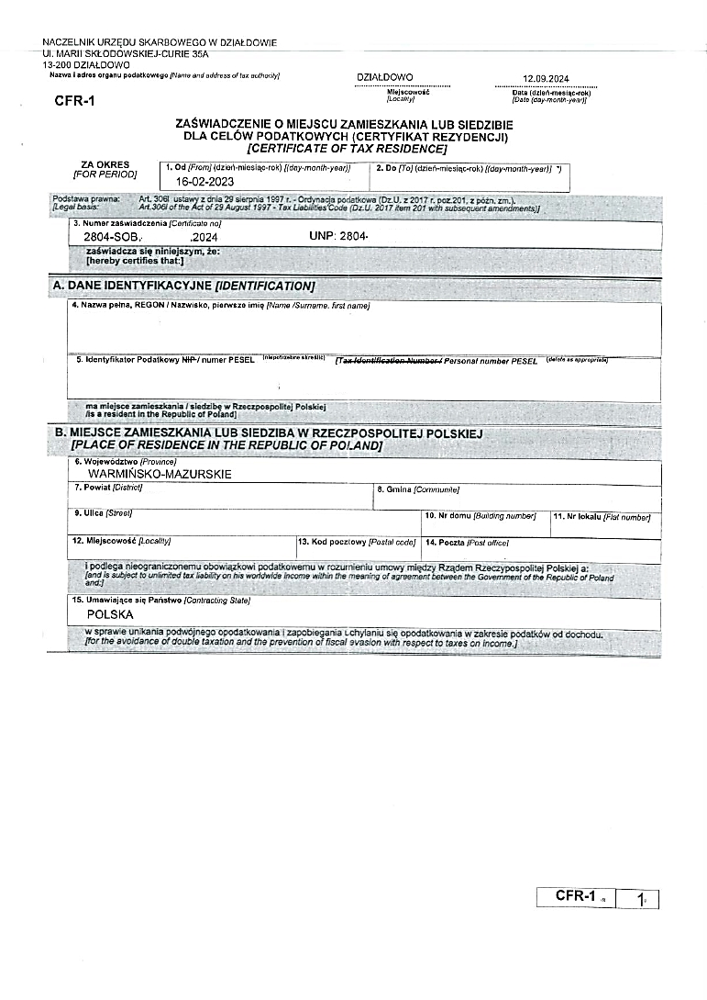 NACZELNIK URZĘDU SKARBOWEGO W DZIAŁDOWIE
Ul. MARII SKŁODOWSKIEJ-CURIE 35A
13-200 DZIAŁDOWO
Nazwa i adres organu podatkowego [Name and address of tax authority]
DZIAŁDOWO
12.09.2024
Miejscowość
[Locality]
Data (dzień-miesiąc-rok)
[Date (day-month-year)]
CFR-1
ZAŚWIADCZENIE O MIEJSCU ZAMIESZKANIA LUB SIEDZIBIE
DLA CELÓW PODATKOWYCH (CERTYFIKAT REZYDENCJI)
[CERTIFICATE OF TAX RESIDENCE]
ZA OKRES
[FOR PERIOD]
1. Od [From] (dzień-miesiąc-rok) [(day-month-year)]
16-02-2023
2. Do [To] (dzień-miesiąc-rok) [(day-month-year)] *)
Podstawa prawna: Art. 306l ustawy z dnia 29 sierpnia 1997 r. - Ordynacja podatkowa (Dz.U. z 2017 r. poz.201, z późn. zm.).
[Legal basis: Art.306l of the Act of 29 August 1997 - Tax Liabilities Code (Dz.U. 2017 item 201 with subsequent amendments)]
3. Numer zaświadczenia [Certificate no]
2804-SOB. .2024 UNP: 2804-
zaświadcza się niniejszym, że:
[hereby certifies that:]
A. DANE IDENTYFIKACYJNE [IDENTIFICATION]
4. Nazwa pełna, REGON / Nazwisko, pierwsze imię [Name /Surname, first name]
5. Identyfikator Podatkowy NIP / numer PESEL (niepotrzebne skreślić) [Tax Identification Number / Personal number PESEL (delete as appropriate)
ma miejsce zamieszkania / siedzibę w Rzeczpospolitej Polskiej
/is a resident in the Republic of Poland]
B. MIEJSCE ZAMIESZKANIA LUB SIEDZIBA W RZECZPOSPOLITEJ POLSKIEJ
[PLACE OF RESIDENCE IN THE REPUBLIC OF POLAND]
6. Województwo [Province]
WARMIŃSKO-MAZURSKIE
7. Powiat [District]
8. Gmina [Commune]
9. Ulica [Street]
10. Nr domu [Building number]
11. Nr lokalu [Flat number]
12. Miejscowość [Locality]
13. Kod pocztowy [Postal code]
14. Poczta [Post office]
i podlega nieograniczonemu obowiązkowi podatkowemu w rozumieniu umowy między Rządem Rzeczypospolitej Polskiej a:
[and is subject to unlimited tax liability on his worldwide income within the meaning of agreement between the Government of the Republic of Poland
and:]
15. Umawiające się Państwo [Contracting State]
POLSKA
w sprawie unikania podwójnego opodatkowania i zapobiegania uchylaniu się opodatkowania w zakresie podatków od dochodu.
[for the avoidance of double taxation and the prevention of fiscal evasion with respect to taxes on income.]
CFR-1
1